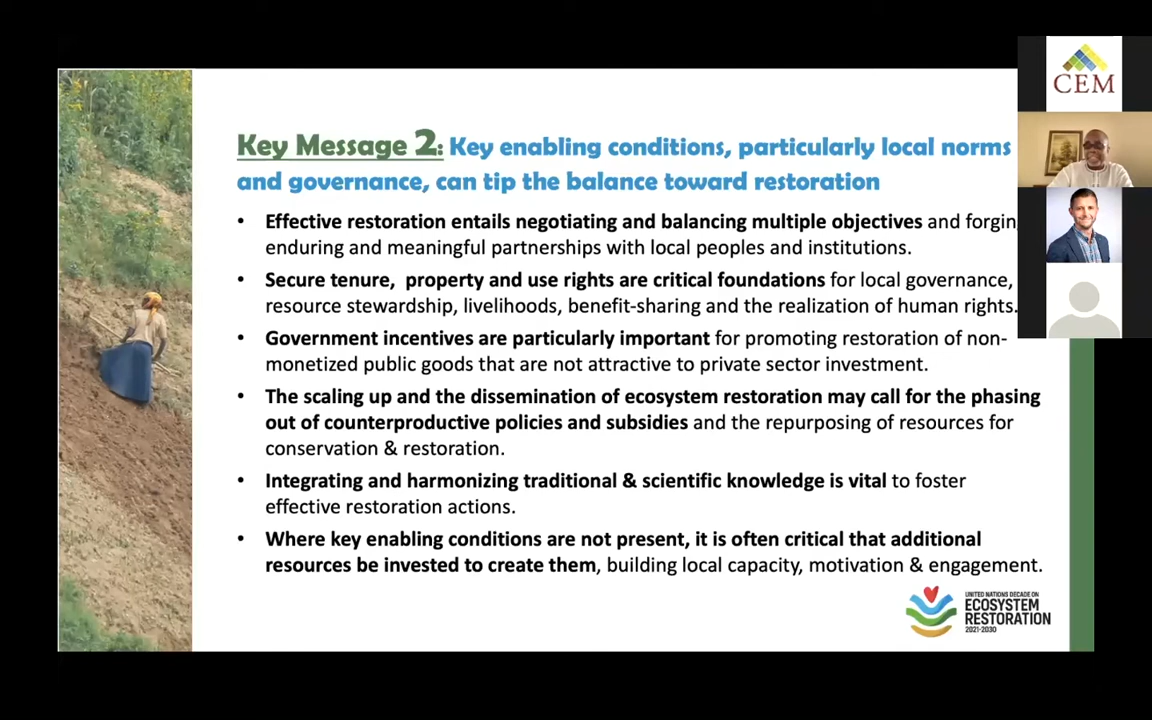 Key Message 2: Key enabling conditions, particularly local norms
and governance, can tip the balance toward restoration
• Effective restoration entails negotiating and balancing multiple objectives and forgin
enduring and meaningful partnerships with local peoples and institutions.
• Secure tenure, property and use rights are critical foundations for local governance,
resource stewardship, livelihoods, benefit-sharing and the realization of human rights.
• Government incentives are particularly important for promoting restoration of non-
monetized public goods that are not attractive to private sector investment.
• The scaling up and the dissemination of ecosystem restoration may call for the phasing
out of counterproductive policies and subsidies and the repurposing of resources for
conservation & restoration.
• Integrating and harmonizing traditional & scientific knowledge is vital to foster
effective restoration actions.
• Where key enabling conditions are not present, it is often critical that additional
resources be invested to create them, building local capacity, motivation & engagement.
UNITED NATIONS DECADE ON
ECOSYSTEM
RESTORATION
2021-2030
CEM